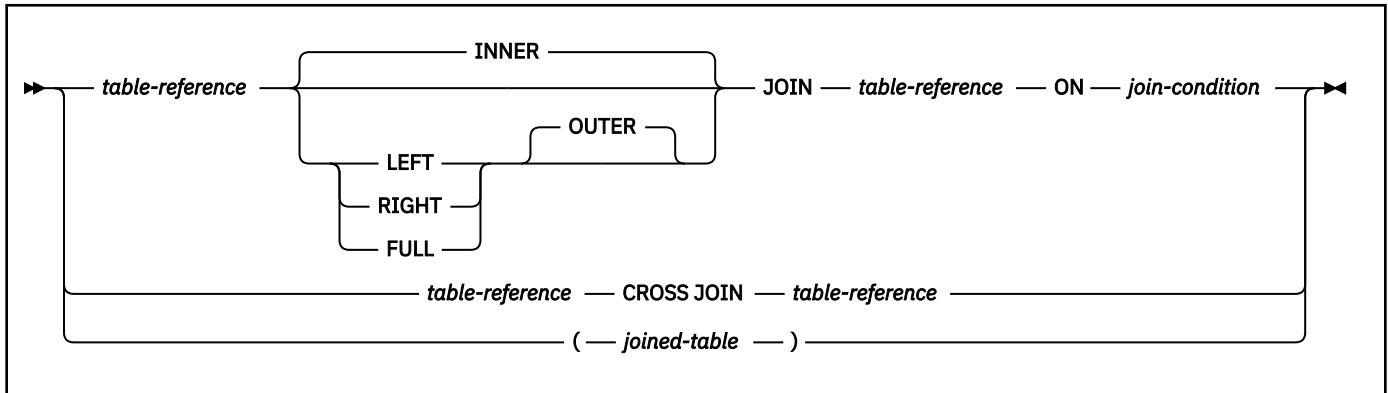 INNER
table-reference JOIN table-reference ON join-condition
OUTER
LEFT
RIGHT
FULL
table-reference CROSS JOIN table-reference
( joined-table )